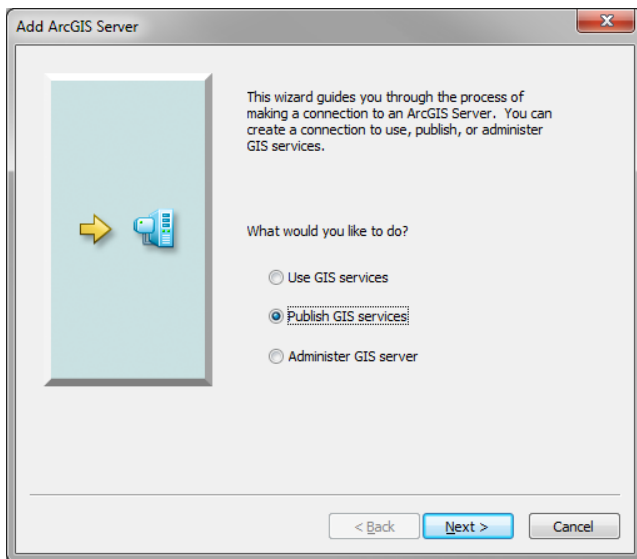 Add ArcGIS Server
This wizard guides you through the process of
making a connection to an ArcGIS Server. You can
create a connection to use, publish, or administer
GIS services.
What would you like to do?
Use GIS services
Publish GIS services
Administer GIS server
< Back
Next >
Cancel